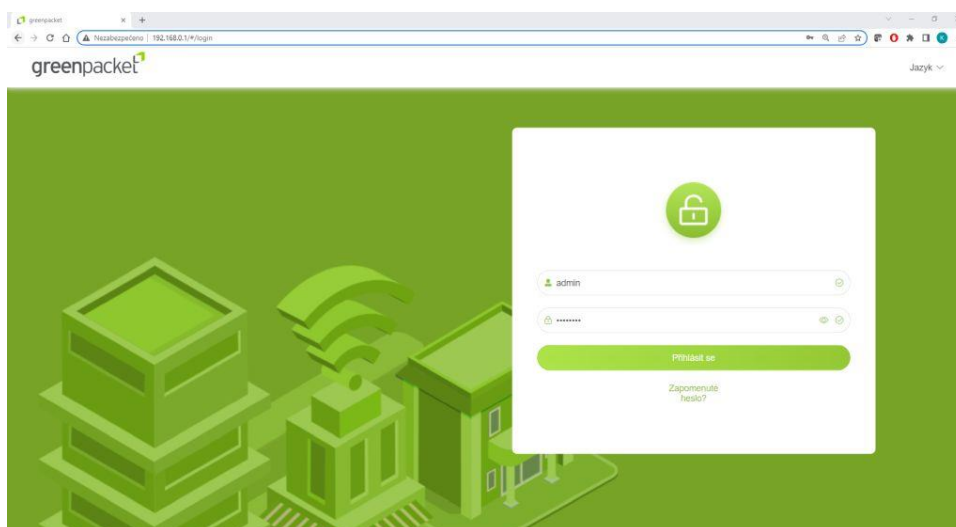 greenpacket
Nezabezpečeno | 192.168.0.1/#/login
greenpacket
Jazyk
admin
••••••••
Přihlásit se
Zapomenuté
heslo?